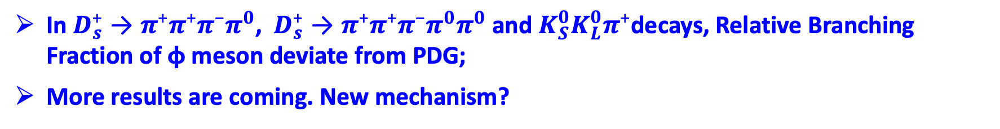 ➢ In $D_s^+ \to \pi^+\pi^+\pi^-\pi^0$, $D_s^+ \to \pi^+\pi^+\pi^-\pi^0\pi^0$ and $K_S^0K_L^0\pi^+$decays, Relative Branching
Fraction of ϕ meson deviate from PDG;
➢ More results are coming. New mechanism?